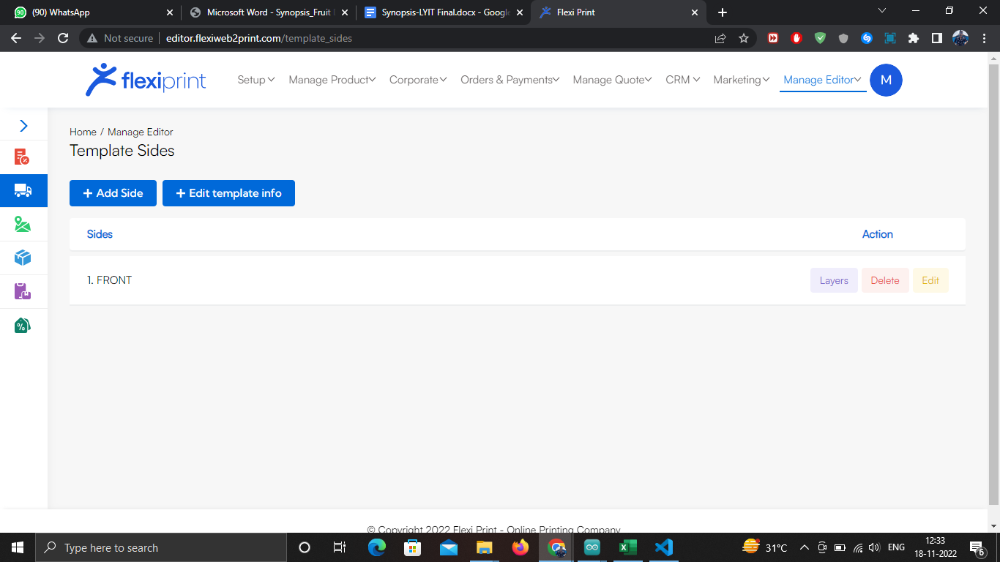 (90) WhatsApp
Microsoft Word - Synopsis_Fruit
Synopsis-LYIT Final.docx - Google
Flexi Print
Not secure editor.flexiweb2print.com/template_sides
flexiprint
Setup Manage Product Corporate Orders & Payments Manage Quote CRM Marketing Manage Editor M
Home / Manage Editor
Template Sides
+ Add Side + Edit template info
Sides Action
1. FRONT Layers Delete Edit
© Copyright 2022 Flexi Print - Online Printing Company
Type here to search
31°C ENG
12:33
18-11-2022
6